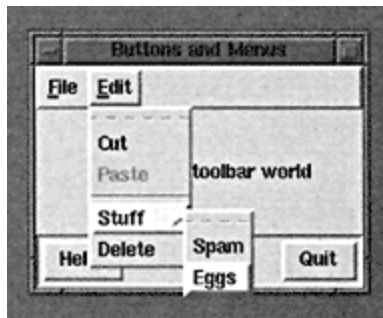 Buttons and Menus
File Edit
Cut
Paste
toolbar world
Stuff
Delete
Spam
Hel
Quit
Eggs